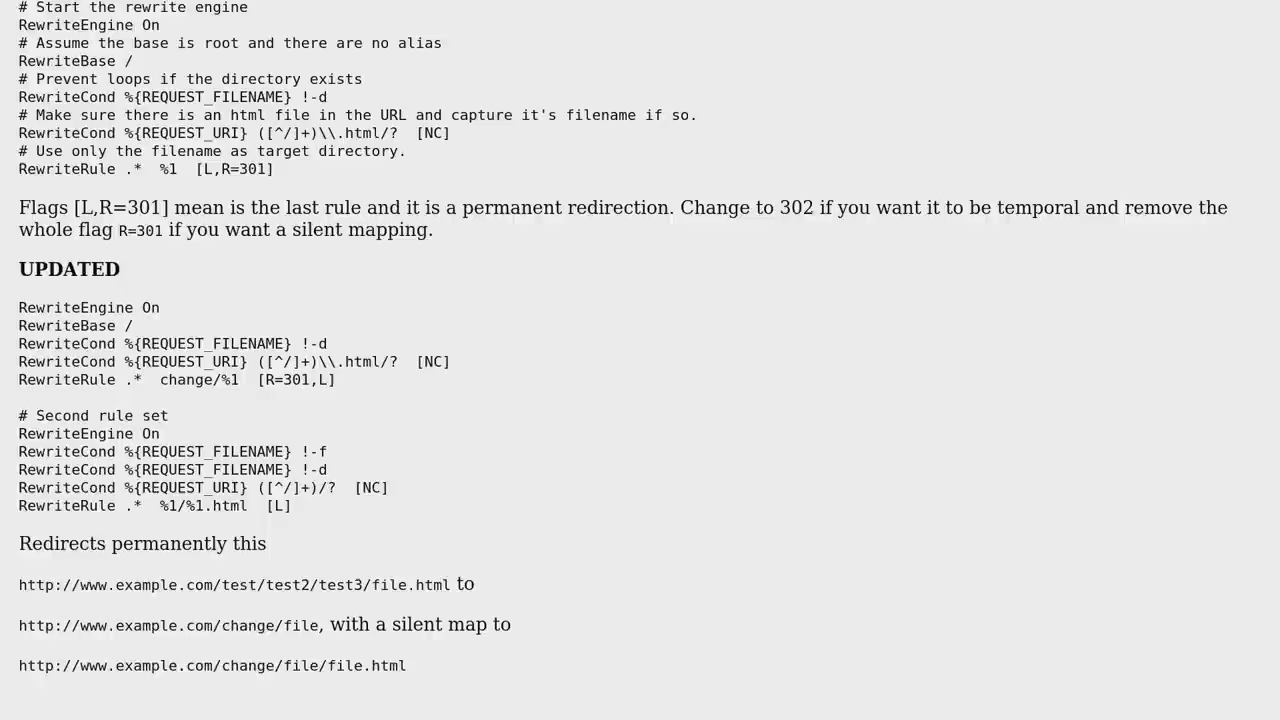 # Start the rewrite engine
RewriteEngine On
# Assume the base is root and there are no alias
RewriteBase /
# Prevent loops if the directory exists
RewriteCond %{REQUEST_FILENAME} !-d
# Make sure there is an html file in the URL and capture it's filename if so.
RewriteCond %{REQUEST_URI} ([^/]+)\\.html/?  [NC]
# Use only the filename as target directory.
RewriteRule .*  %1  [L,R=301]
Flags [L,R=301] mean is the last rule and it is a permanent redirection. Change to 302 if you want it to be temporal and remove the
whole flag R=301 if you want a silent mapping.
UPDATED
RewriteEngine On
RewriteBase /
RewriteCond %{REQUEST_FILENAME} !-d
RewriteCond %{REQUEST_URI} ([^/]+)\\.html/?  [NC]
RewriteRule .*  change/%1  [R=301,L]
# Second rule set
RewriteEngine On
RewriteCond %{REQUEST_FILENAME} !-f
RewriteCond %{REQUEST_FILENAME} !-d
RewriteCond %{REQUEST_URI} ([^/]+)/?  [NC]
RewriteRule .*  %1/%1.html  [L]
Redirects permanently this
http://www.example.com/test/test2/test3/file.html to
http://www.example.com/change/file, with a silent map to
http://www.example.com/change/file/file.html